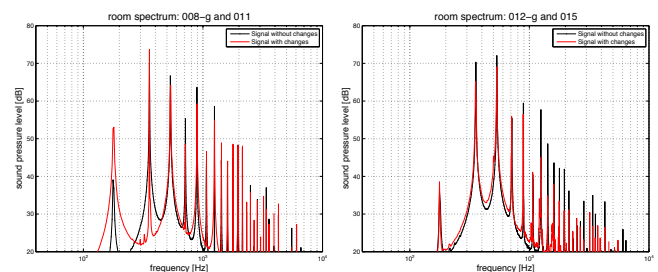 room spectrum: 008-g and 011
Signal without changes
Signal with changes
sound pressure level [dB]
80
70
60
50
40
30
20
10²
10³
10⁴
frequency [Hz]
room spectrum: 012-g and 015
Signal without changes
Signal with changes
sound pressure level [dB]
80
70
60
50
40
30
20
10²
10³
10⁴
frequency [Hz]